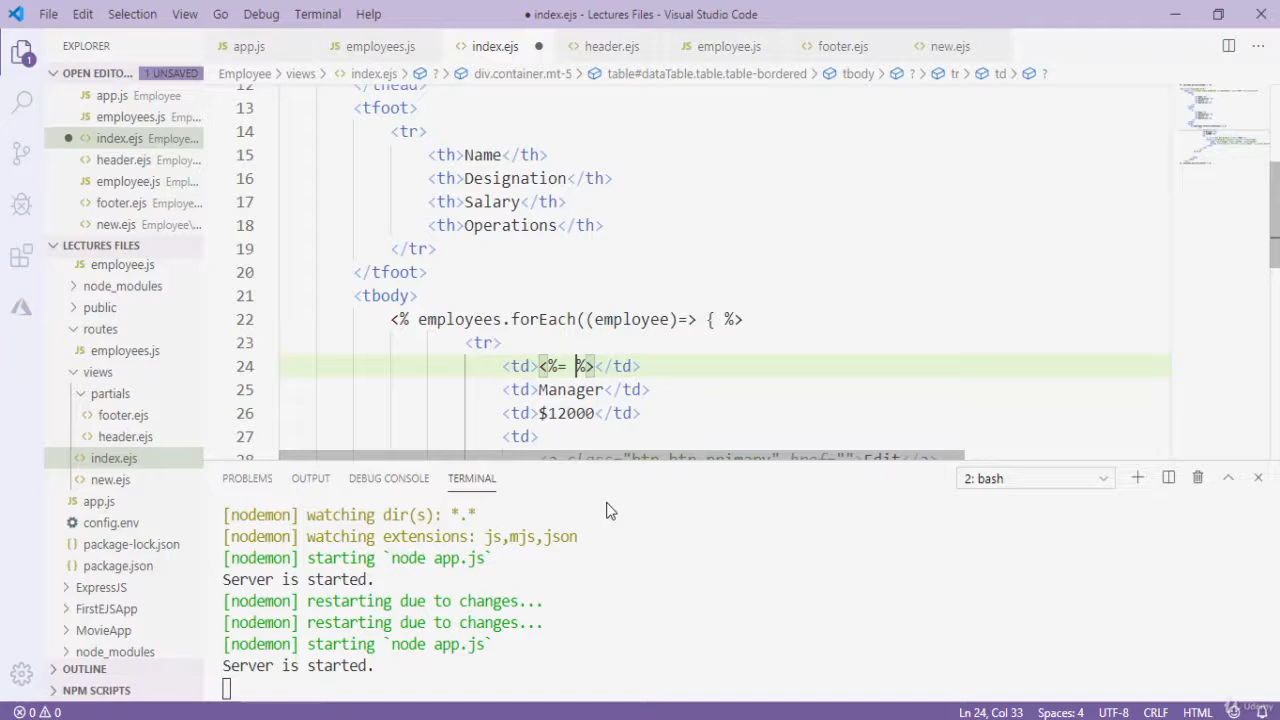 File Edit Selection View Go Debug Terminal Help
● index.ejs - Lectures Files - Visual Studio Code
EXPLORER
app.js
employees.js
index.ejs
header.ejs
employee.js
footer.ejs
new.ejs
OPEN EDITO... 1 UNSAVED
Employee > views > index.ejs > ? > div.container.mt-5 > table#dataTable.table.table-bordered > tbody > ? > tr > td > ?
app.js Employee
employees.js Emp...
index.ejs Employe...
header.ejs Employ...
employee.js Empl...
footer.ejs Employ...
new.ejs Employee\...
LECTURES FILES
employee.js
node_modules
public
routes
employees.js
views
partials
footer.ejs
header.ejs
index.ejs
new.ejs
app.js
config.env
package-lock.json
package.json
ExpressJS
FirstEJSApp
MovieApp
node_modules
OUTLINE
NPM SCRIPTS
12 </thead>
13 <tfoot>
14 <tr>
15 <th>Name</th>
16 <th>Designation</th>
17 <th>Salary</th>
18 <th>Operations</th>
19 </tr>
20 </tfoot>
21 <tbody>
22 <% employees.forEach((employee)=> { %>
23 <tr>
24 <td><%= %></td>
25 <td>Manager</td>
26 <td>$12000</td>
27 <td>
28 <a class="btn btn-primary" href="">Edit</a>
PROBLEMS OUTPUT DEBUG CONSOLE TERMINAL
2: bash
[nodemon] watching dir(s): *.*
[nodemon] watching extensions: js,mjs,json
[nodemon] starting `node app.js`
Server is started.
[nodemon] restarting due to changes...
[nodemon] restarting due to changes...
[nodemon] starting `node app.js`
Server is started.
0 0
Ln 24, Col 33 Spaces: 4 UTF-8 CRLF HTML
Udemy